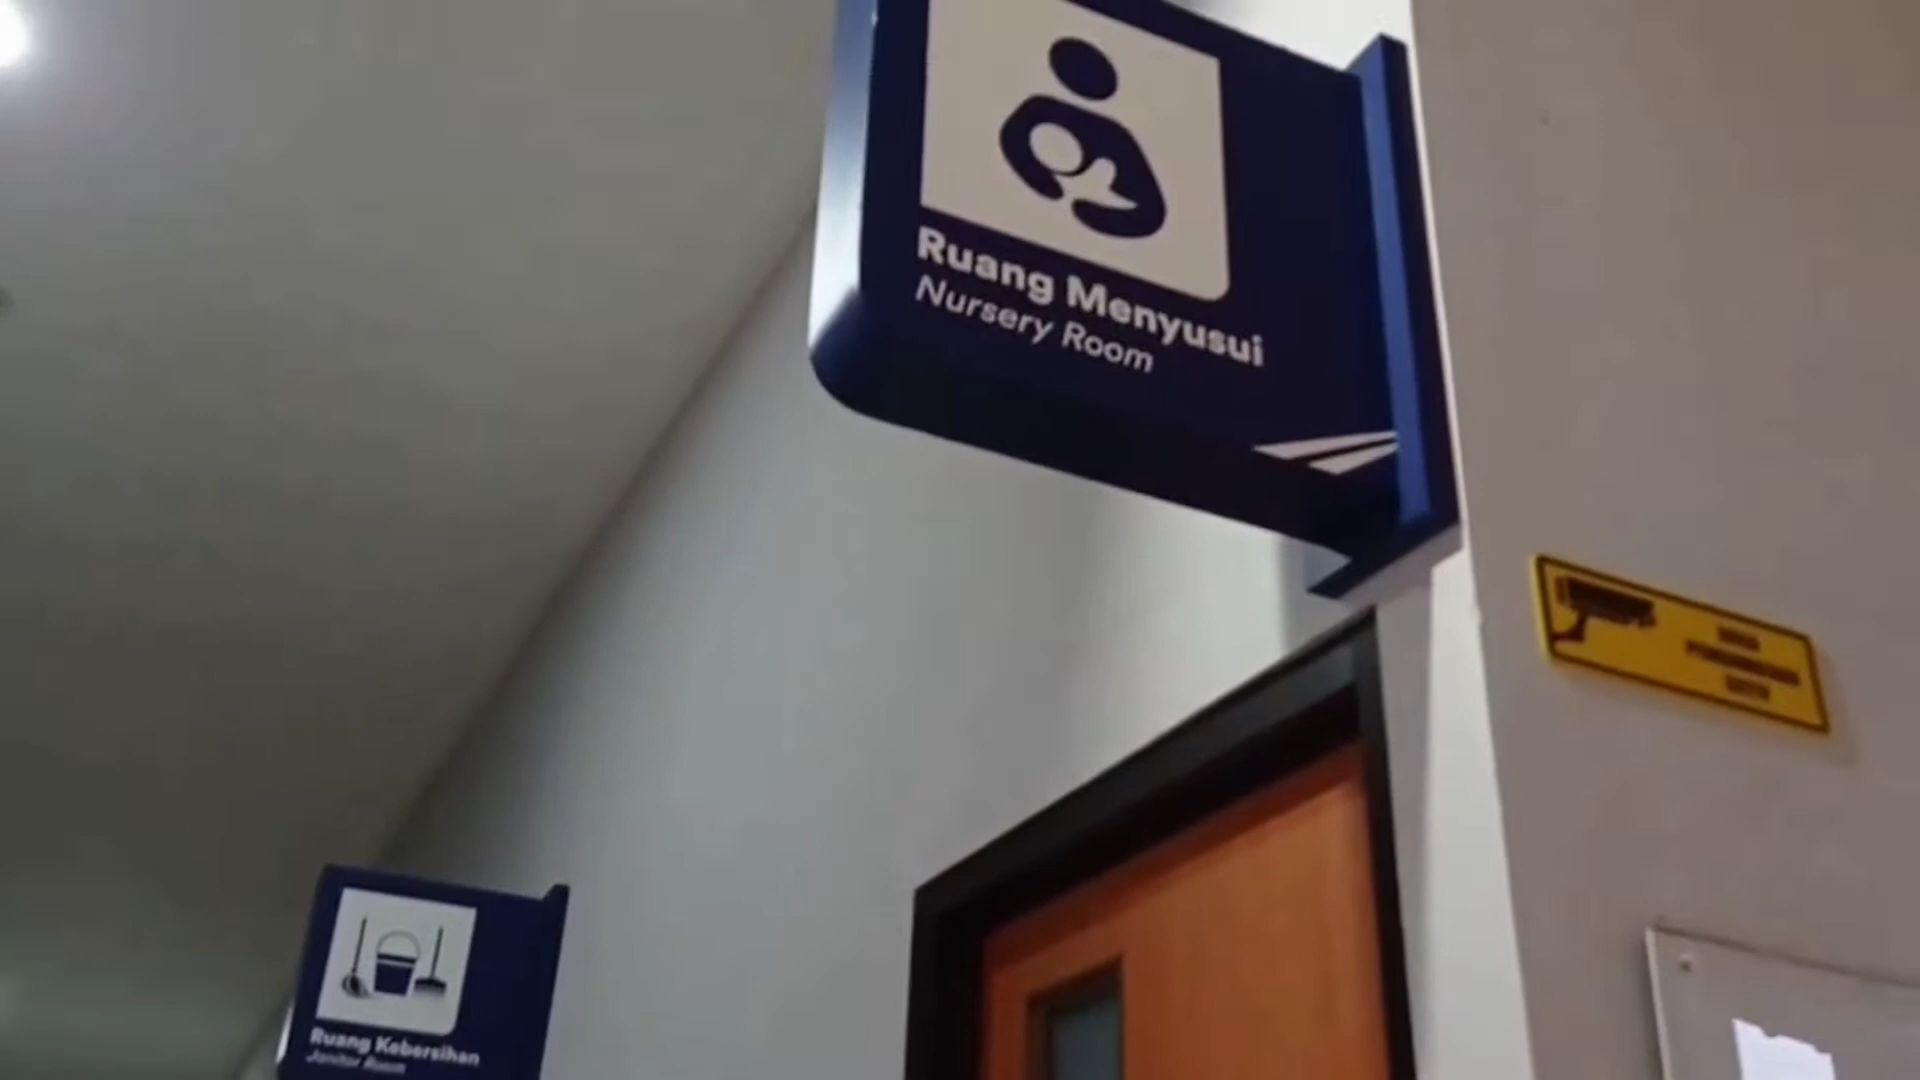 Ruang Menyusui
Nursery Room
Ruang Kebersihan
Janitor Room